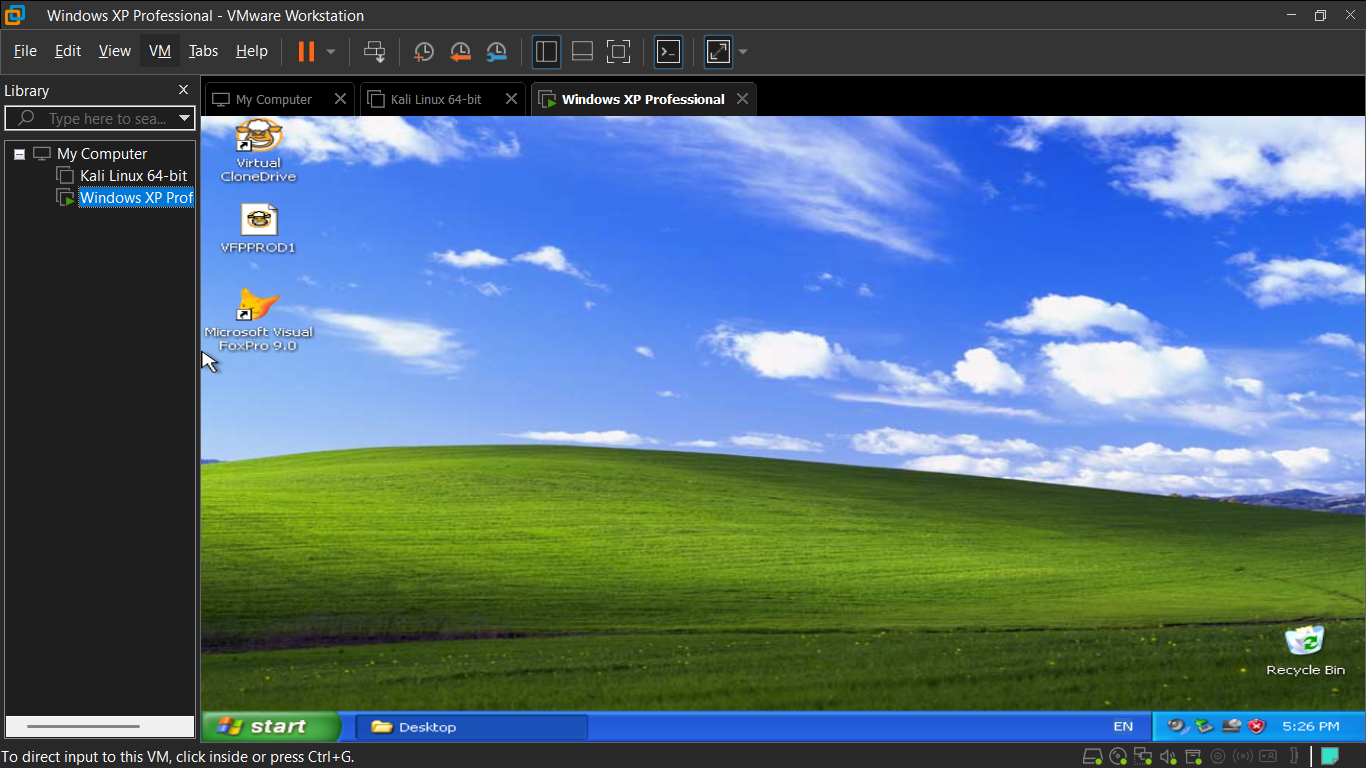 Windows XP Professional - VMware Workstation
File Edit View VM Tabs Help
Library
Type here to sea...
My Computer
Kali Linux 64-bit
Windows XP Prof
My Computer
Kali Linux 64-bit
Windows XP Professional
Virtual
CloneDrive
VFPPROD1
Microsoft Visual
FoxPro 9.0
Recycle Bin
start
Desktop
EN
5:26 PM
To direct input to this VM, click inside or press Ctrl+G.